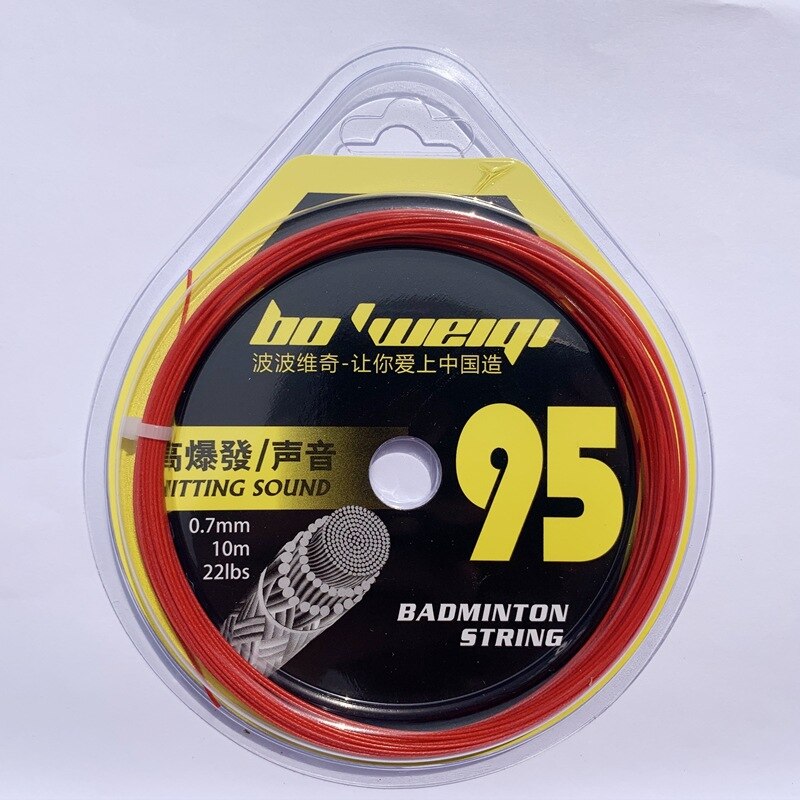 bo'weiqi
波波维奇-让你爱上中国造
95
高爆發/声音
HITTING SOUND
0.7mm
10m
22lbs
BADMINTON
STRING